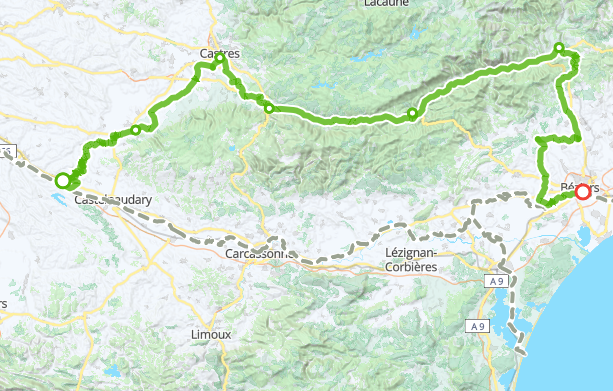 Lacaune
Castres
Castelnaudary
Béziers
Carcassonne
Lézignan-
Corbières
A 9
A 9
Limoux